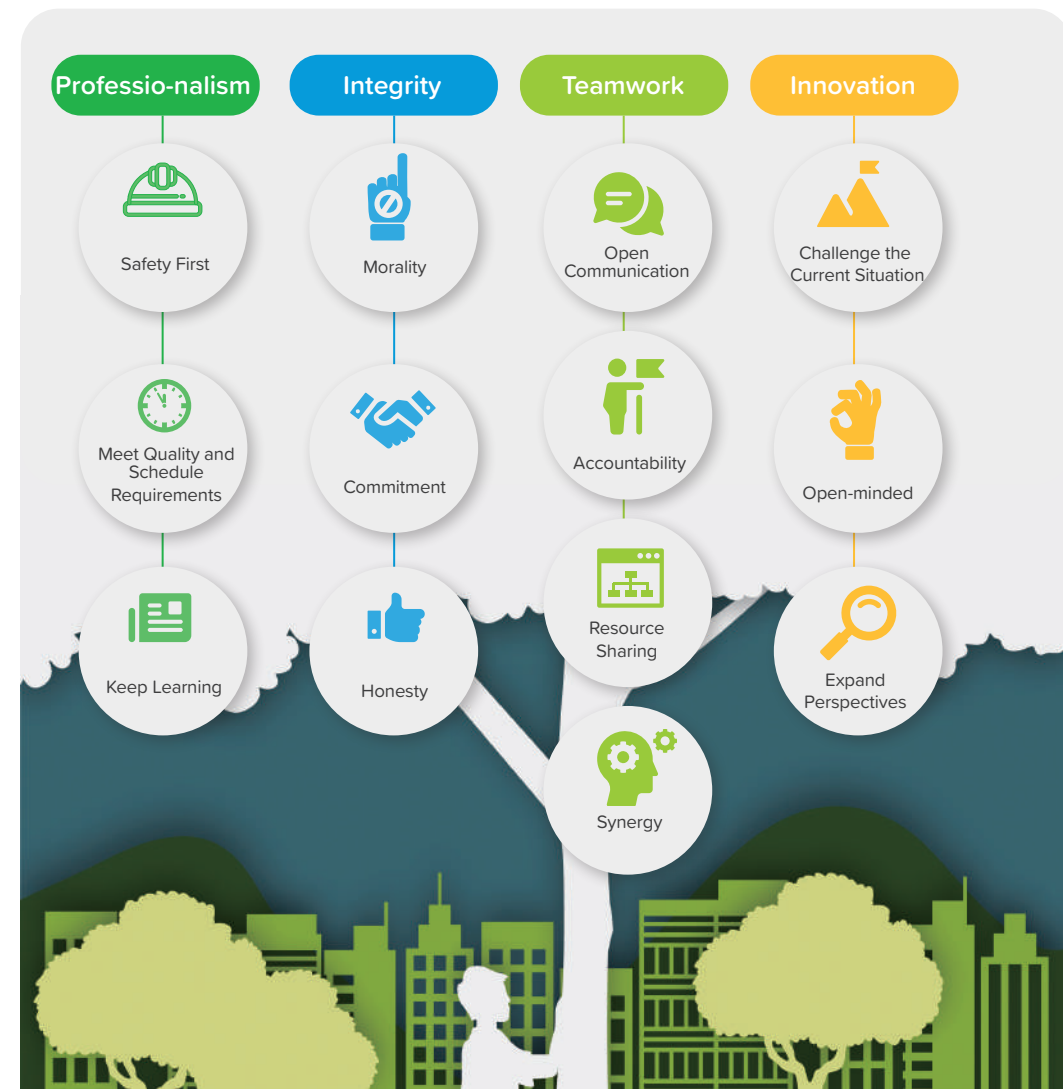 Professio-nalism
Safety First
Meet Quality and
Schedule
Requirements
Keep Learning
Integrity
Morality
Commitment
Honesty
Teamwork
Open
Communication
Accountability
Resource
Sharing
Synergy
Innovation
Challenge the
Current Situation
Open-minded
Expand
Perspectives